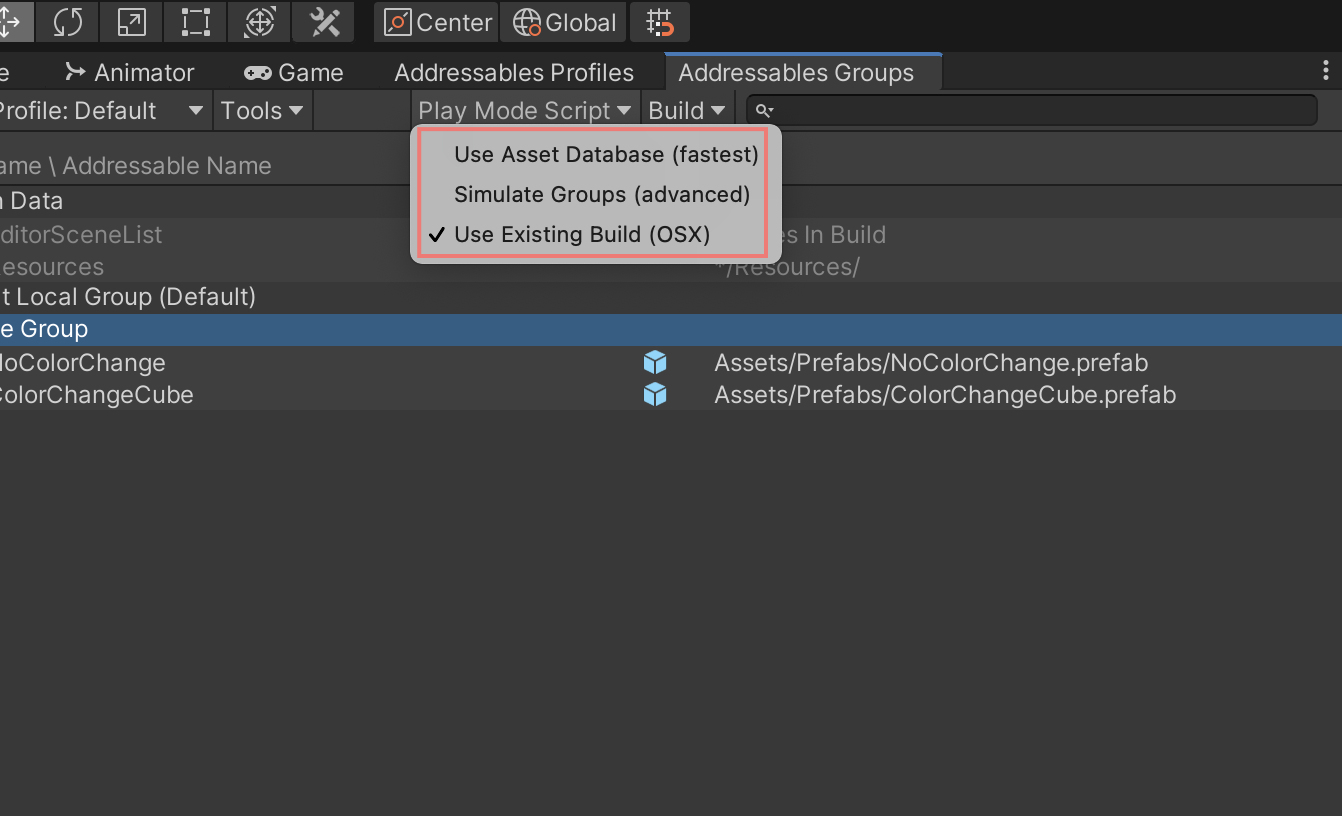 Center Global
e Animator Game Addressables Profiles Addressables Groups
Profile: Default Tools Play Mode Script Build
ame \ Addressable Name
Use Asset Database (fastest)
Simulate Groups (advanced)
Use Existing Build (OSX)
n Data
ditorSceneList es In Build
esources */Resources/
t Local Group (Default)
e Group
NoColorChange Assets/Prefabs/NoColorChange.prefab
ColorChangeCube Assets/Prefabs/ColorChangeCube.prefab